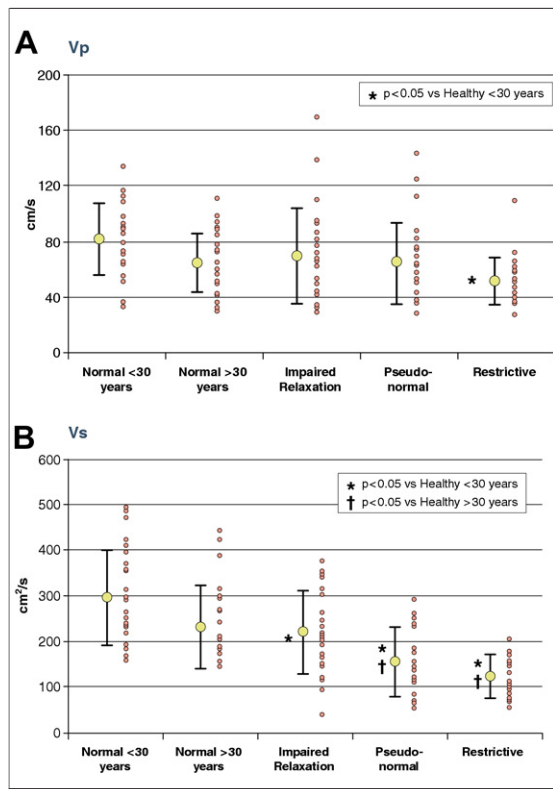 A
Vp
200
* p<0.05 vs Healthy <30 years
160
120
cm/s
80
40
*
0
Normal <30 years
Normal >30 years
Impaired Relaxation
Pseudo-normal
Restrictive
B
Vs
600
* p<0.05 vs Healthy <30 years
† p<0.05 vs Healthy >30 years
500
400
300
cm²/s
200
*
*
†
*
†
100
0
Normal <30 years
Normal >30 years
Impaired Relaxation
Pseudo-normal
Restrictive